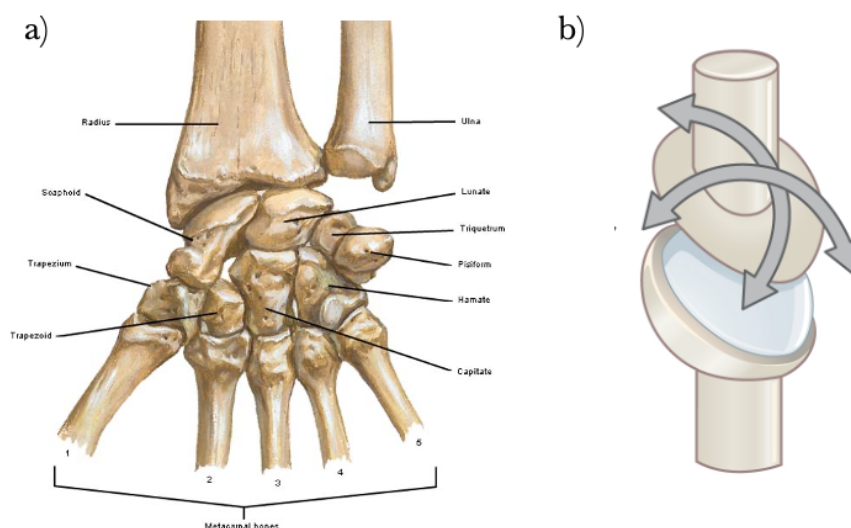 a)
b)
Radius
Ulna
Scaphoid
Lunate
Triquetrum
Trapezium
Pisiform
Hamate
Trapezoid
Capitate
1
2
3
4
5
Metacarpal bones